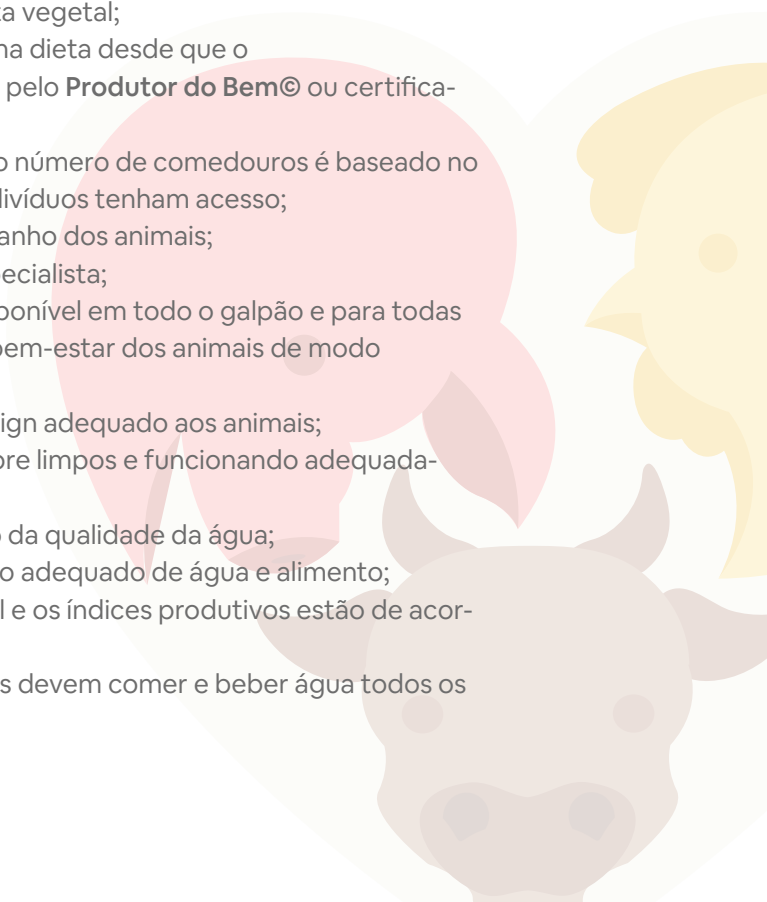 ta vegetal;
na dieta desde que o
pelo Produtor do Bem© ou certifica-
o número de comedouros é baseado no
divíduos tenham acesso;
anho dos animais;
pecialista;
ponível em todo o galpão e para todas
bem-estar dos animais de modo
ign adequado aos animais;
pre limpos e funcionando adequada-
o da qualidade da água;
o adequado de água e alimento;
l e os índices produtivos estão de acor-
s devem comer e beber água todos os